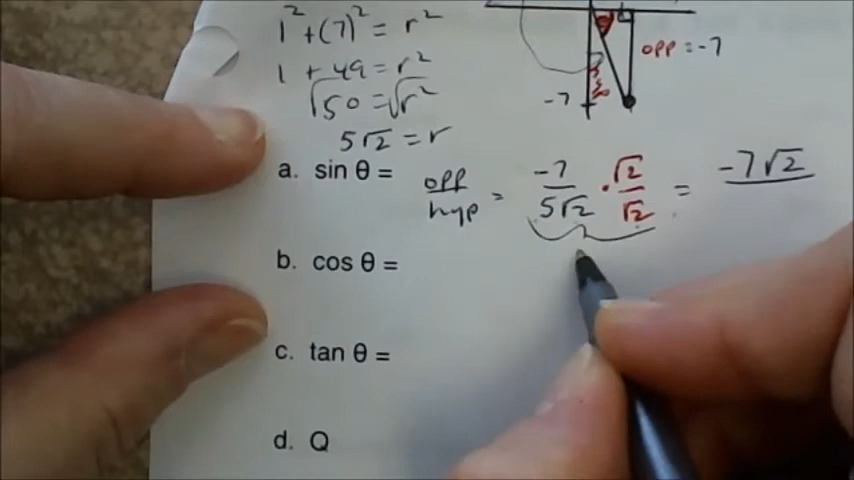 1² + (7)² = r²
1 + 49 = r²
√50 = √r²
5√2 = r
opp = -7
-7
a. sin θ = opp/hyp = -7/5√2 · √2/√2 = -7√2
b. cos θ =
c. tan θ =
d. Q